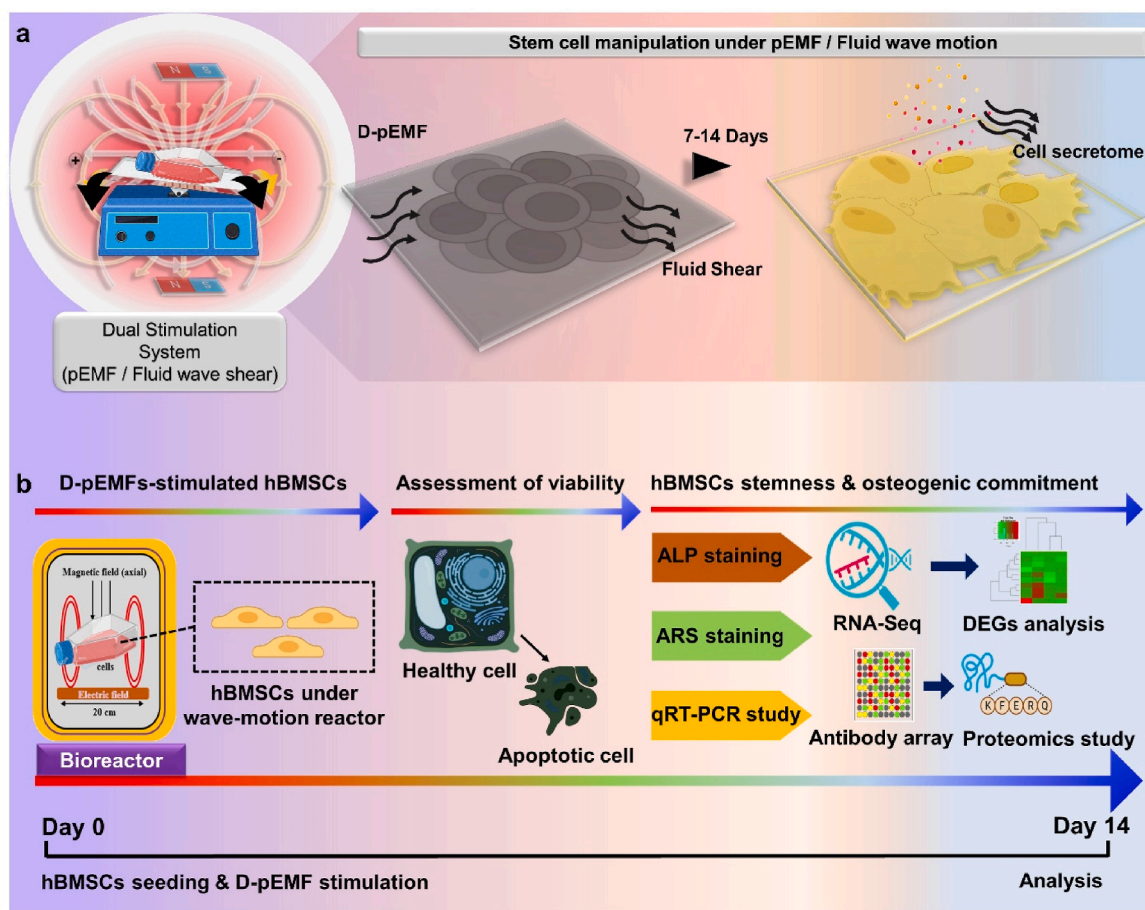 a
Stem cell manipulation under pEMF / Fluid wave motion
N S
+
-
D-pEMF
7-14 Days
Cell secretome
Fluid Shear
N S
Dual Stimulation
System
(pEMF / Fluid wave shear)
b
D-pEMFs-stimulated hBMSCs
Assessment of viability
hBMSCs stemness & osteogenic commitment
Magnetic field (axial)
cells
Electric field
20 cm
Bioreactor
hBMSCs under
wave-motion reactor
Healthy cell
Apoptotic cell
ALP staining
ARS staining
qRT-PCR study
RNA-Seq
DEGs analysis
Antibody array
K F E R Q
Proteomics study
Day 0
Day 14
hBMSCs seeding & D-pEMF stimulation
Analysis